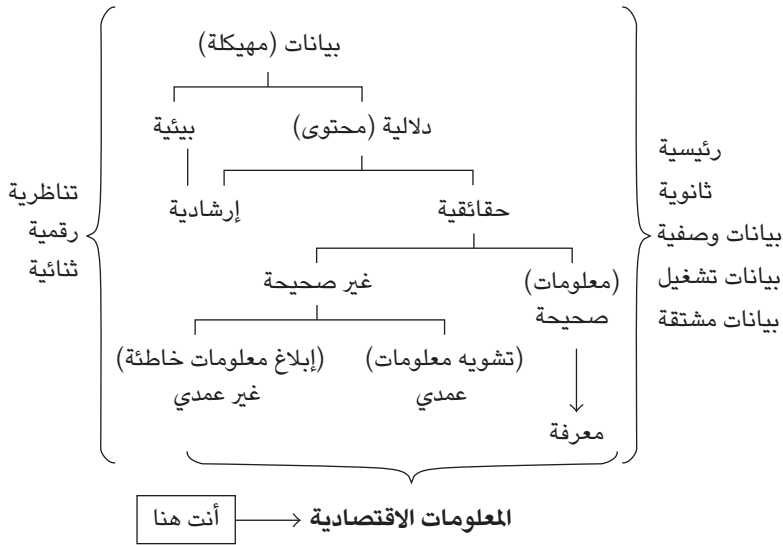 بيانات (مهيكلة)
دلالية (محتوى)
بيئية
رئيسية
ثانوية
بيانات وصفية
بيانات تشغيل
بيانات مشتقة
تناظرية
رقمية
ثنائية
حقائقية
إرشادية
(معلومات)
صحيحة
غير صحيحة
(تشويه معلومات)
عمدي
(إبلاغ معلومات خاطئة)
غير عمدي
معرفة
المعلومات الاقتصادية
أنت هنا